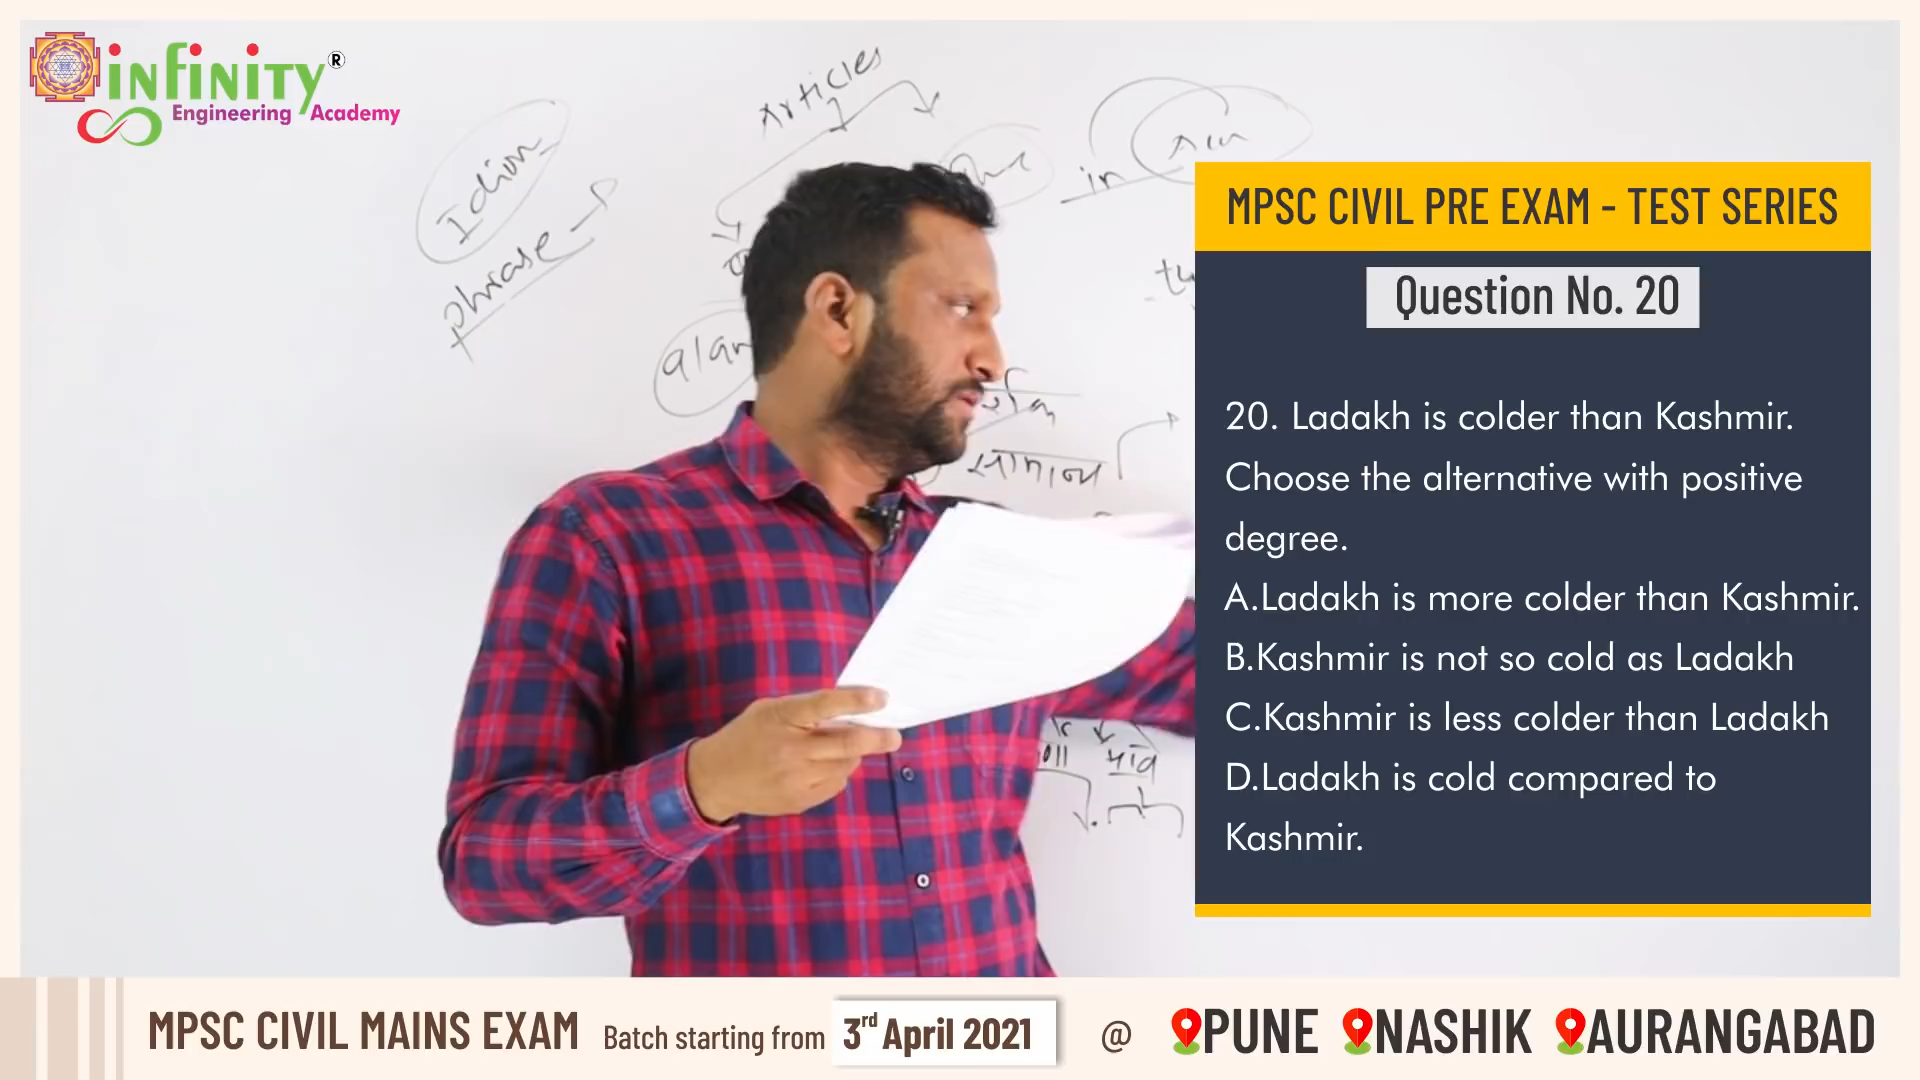 infinity®
Engineering Academy
Articles
Idiom
phrase
in
MPSC CIVIL PRE EXAM - TEST SERIES
Question No. 20
20. Ladakh is colder than Kashmir.
Choose the alternative with positive
degree.
A.Ladakh is more colder than Kashmir.
B.Kashmir is not so cold as Ladakh
C.Kashmir is less colder than Ladakh
D.Ladakh is cold compared to
Kashmir.
MPSC CIVIL MAINS EXAM Batch starting from 3rd April 2021 @ PUNE NASHIK AURANGABAD